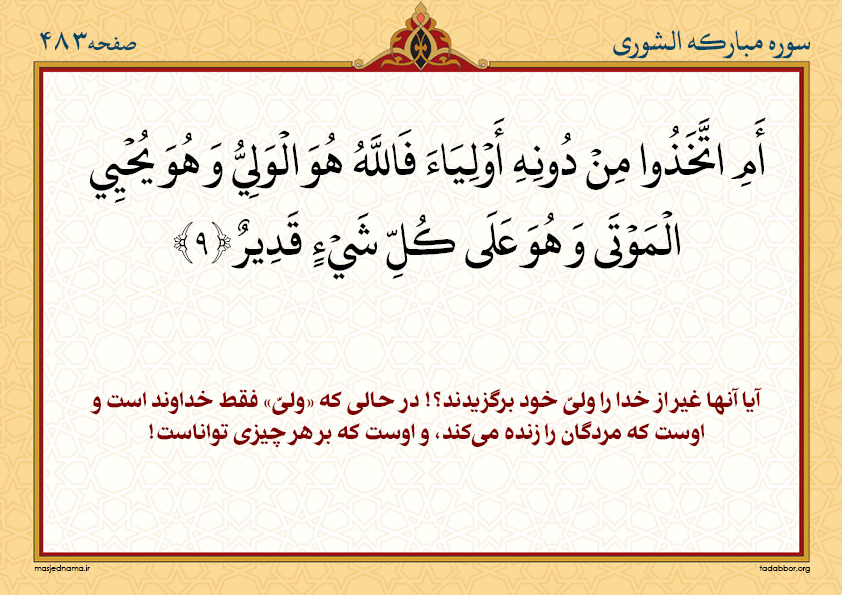 سوره مبارکه الشوری
صفحه۴۸۳
أَمِ اتَّخَذُوا مِنْ دُونِهِ أَوْلِيَاءَ فَاللَّهُ هُوَ الْوَلِيُّ وَ هُوَ يُحْيِي
الْمَوْتَى وَ هُوَ عَلَى كُلِّ شَيْءٍ قَدِيرٌ ﴿۹﴾
آیا آنها غیر از خدا را ولیّ خود برگزیدند؟! در حالی که «ولیّ» فقط خداوند است و
اوست که مردگان را زنده می‌کند، و اوست که بر هر چیزی تواناست!
tadabbor.org
masjednama.ir